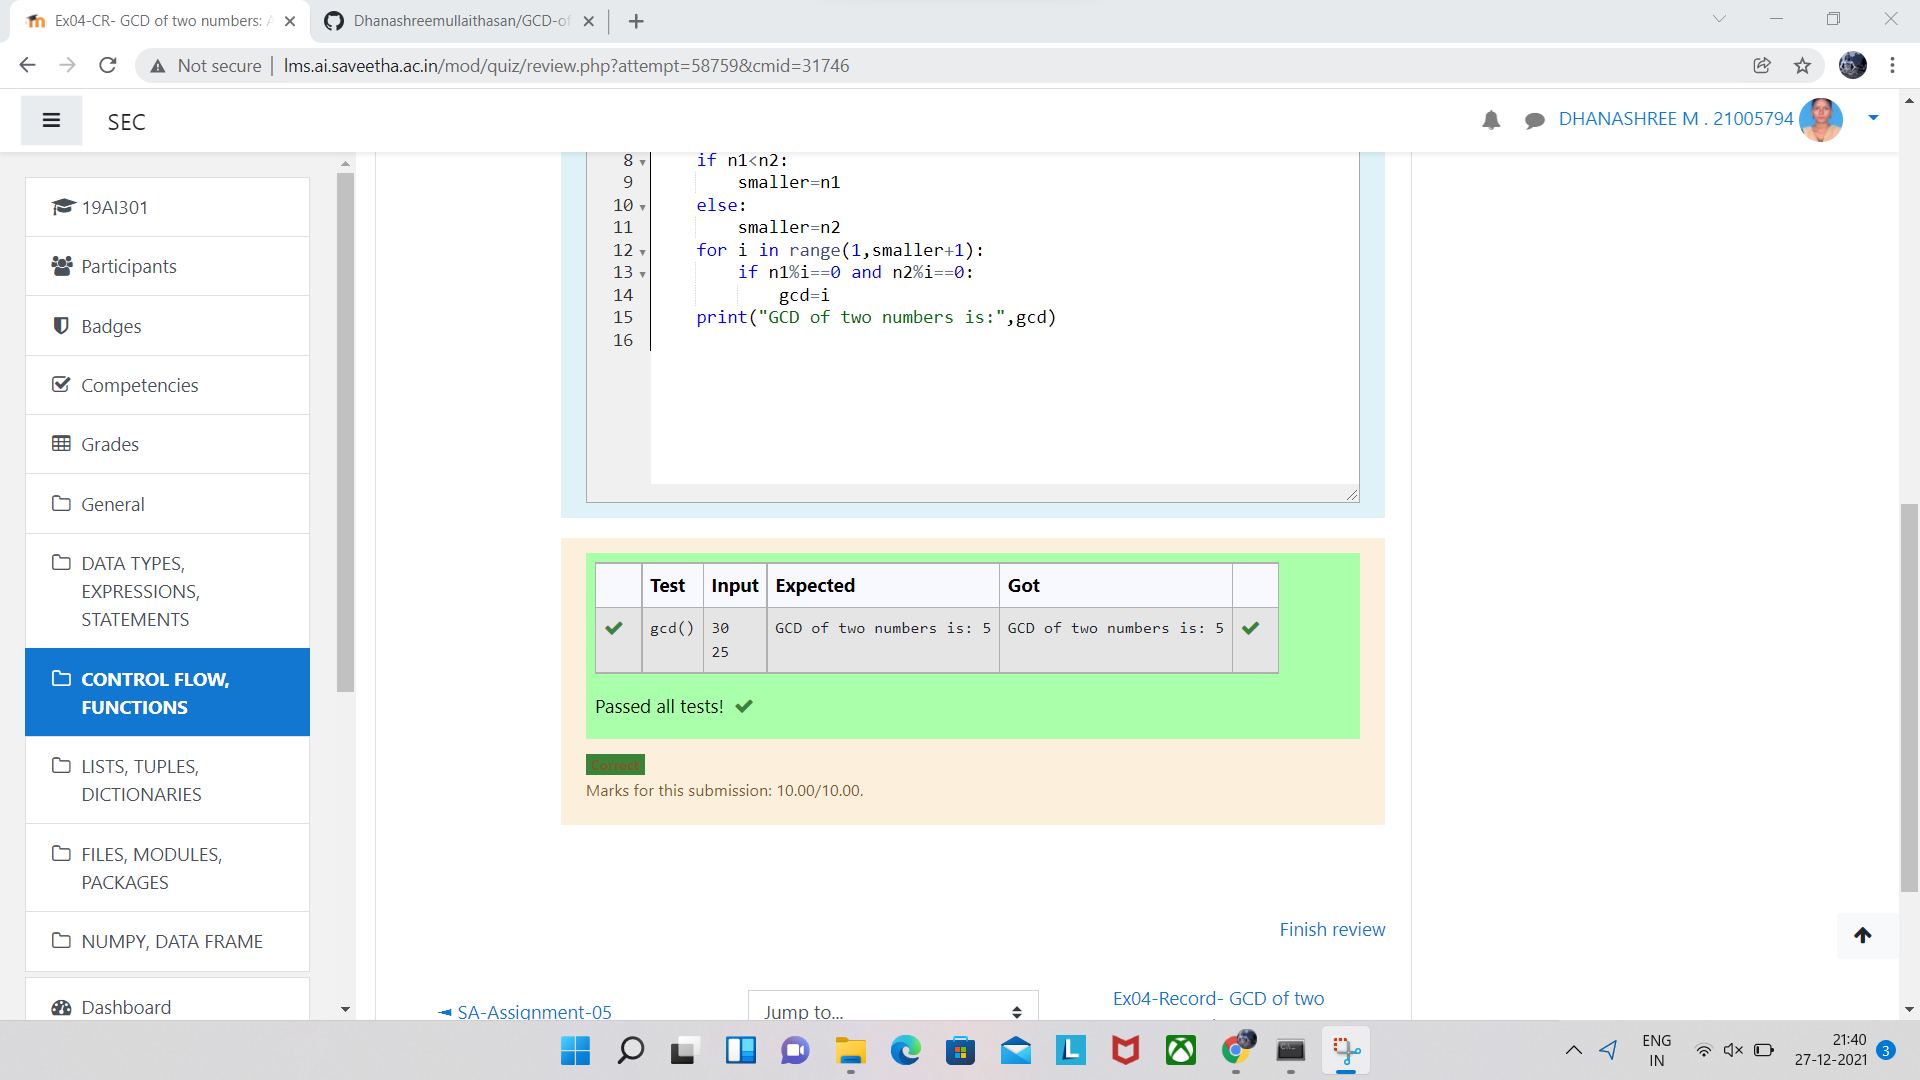 Ex04-CR- GCD of two numbers: A
Dhanashreemullaithasan/GCD-of
Not secure
lms.ai.saveetha.ac.in/mod/quiz/review.php?attempt=58759&cmid=31746
SEC
DHANASHREE M . 21005794
19AI301
Participants
Badges
Competencies
Grades
General
DATA TYPES,
EXPRESSIONS,
STATEMENTS
CONTROL FLOW,
FUNCTIONS
LISTS, TUPLES,
DICTIONARIES
FILES, MODULES,
PACKAGES
NUMPY, DATA FRAME
Dashboard
8 if n1<n2:
9 smaller=n1
10 else:
11 smaller=n2
12 for i in range(1,smaller+1):
13 if n1%i==0 and n2%i==0:
14 gcd=i
15 print("GCD of two numbers is:",gcd)
16
Test Input Expected Got
gcd() 30 GCD of two numbers is: 5 GCD of two numbers is: 5
25
Passed all tests!
Correct
Marks for this submission: 10.00/10.00.
Finish review
◄ SA-Assignment-05
Jump to...
Ex04-Record- GCD of two
ENG
IN
21:40
27-12-2021
3